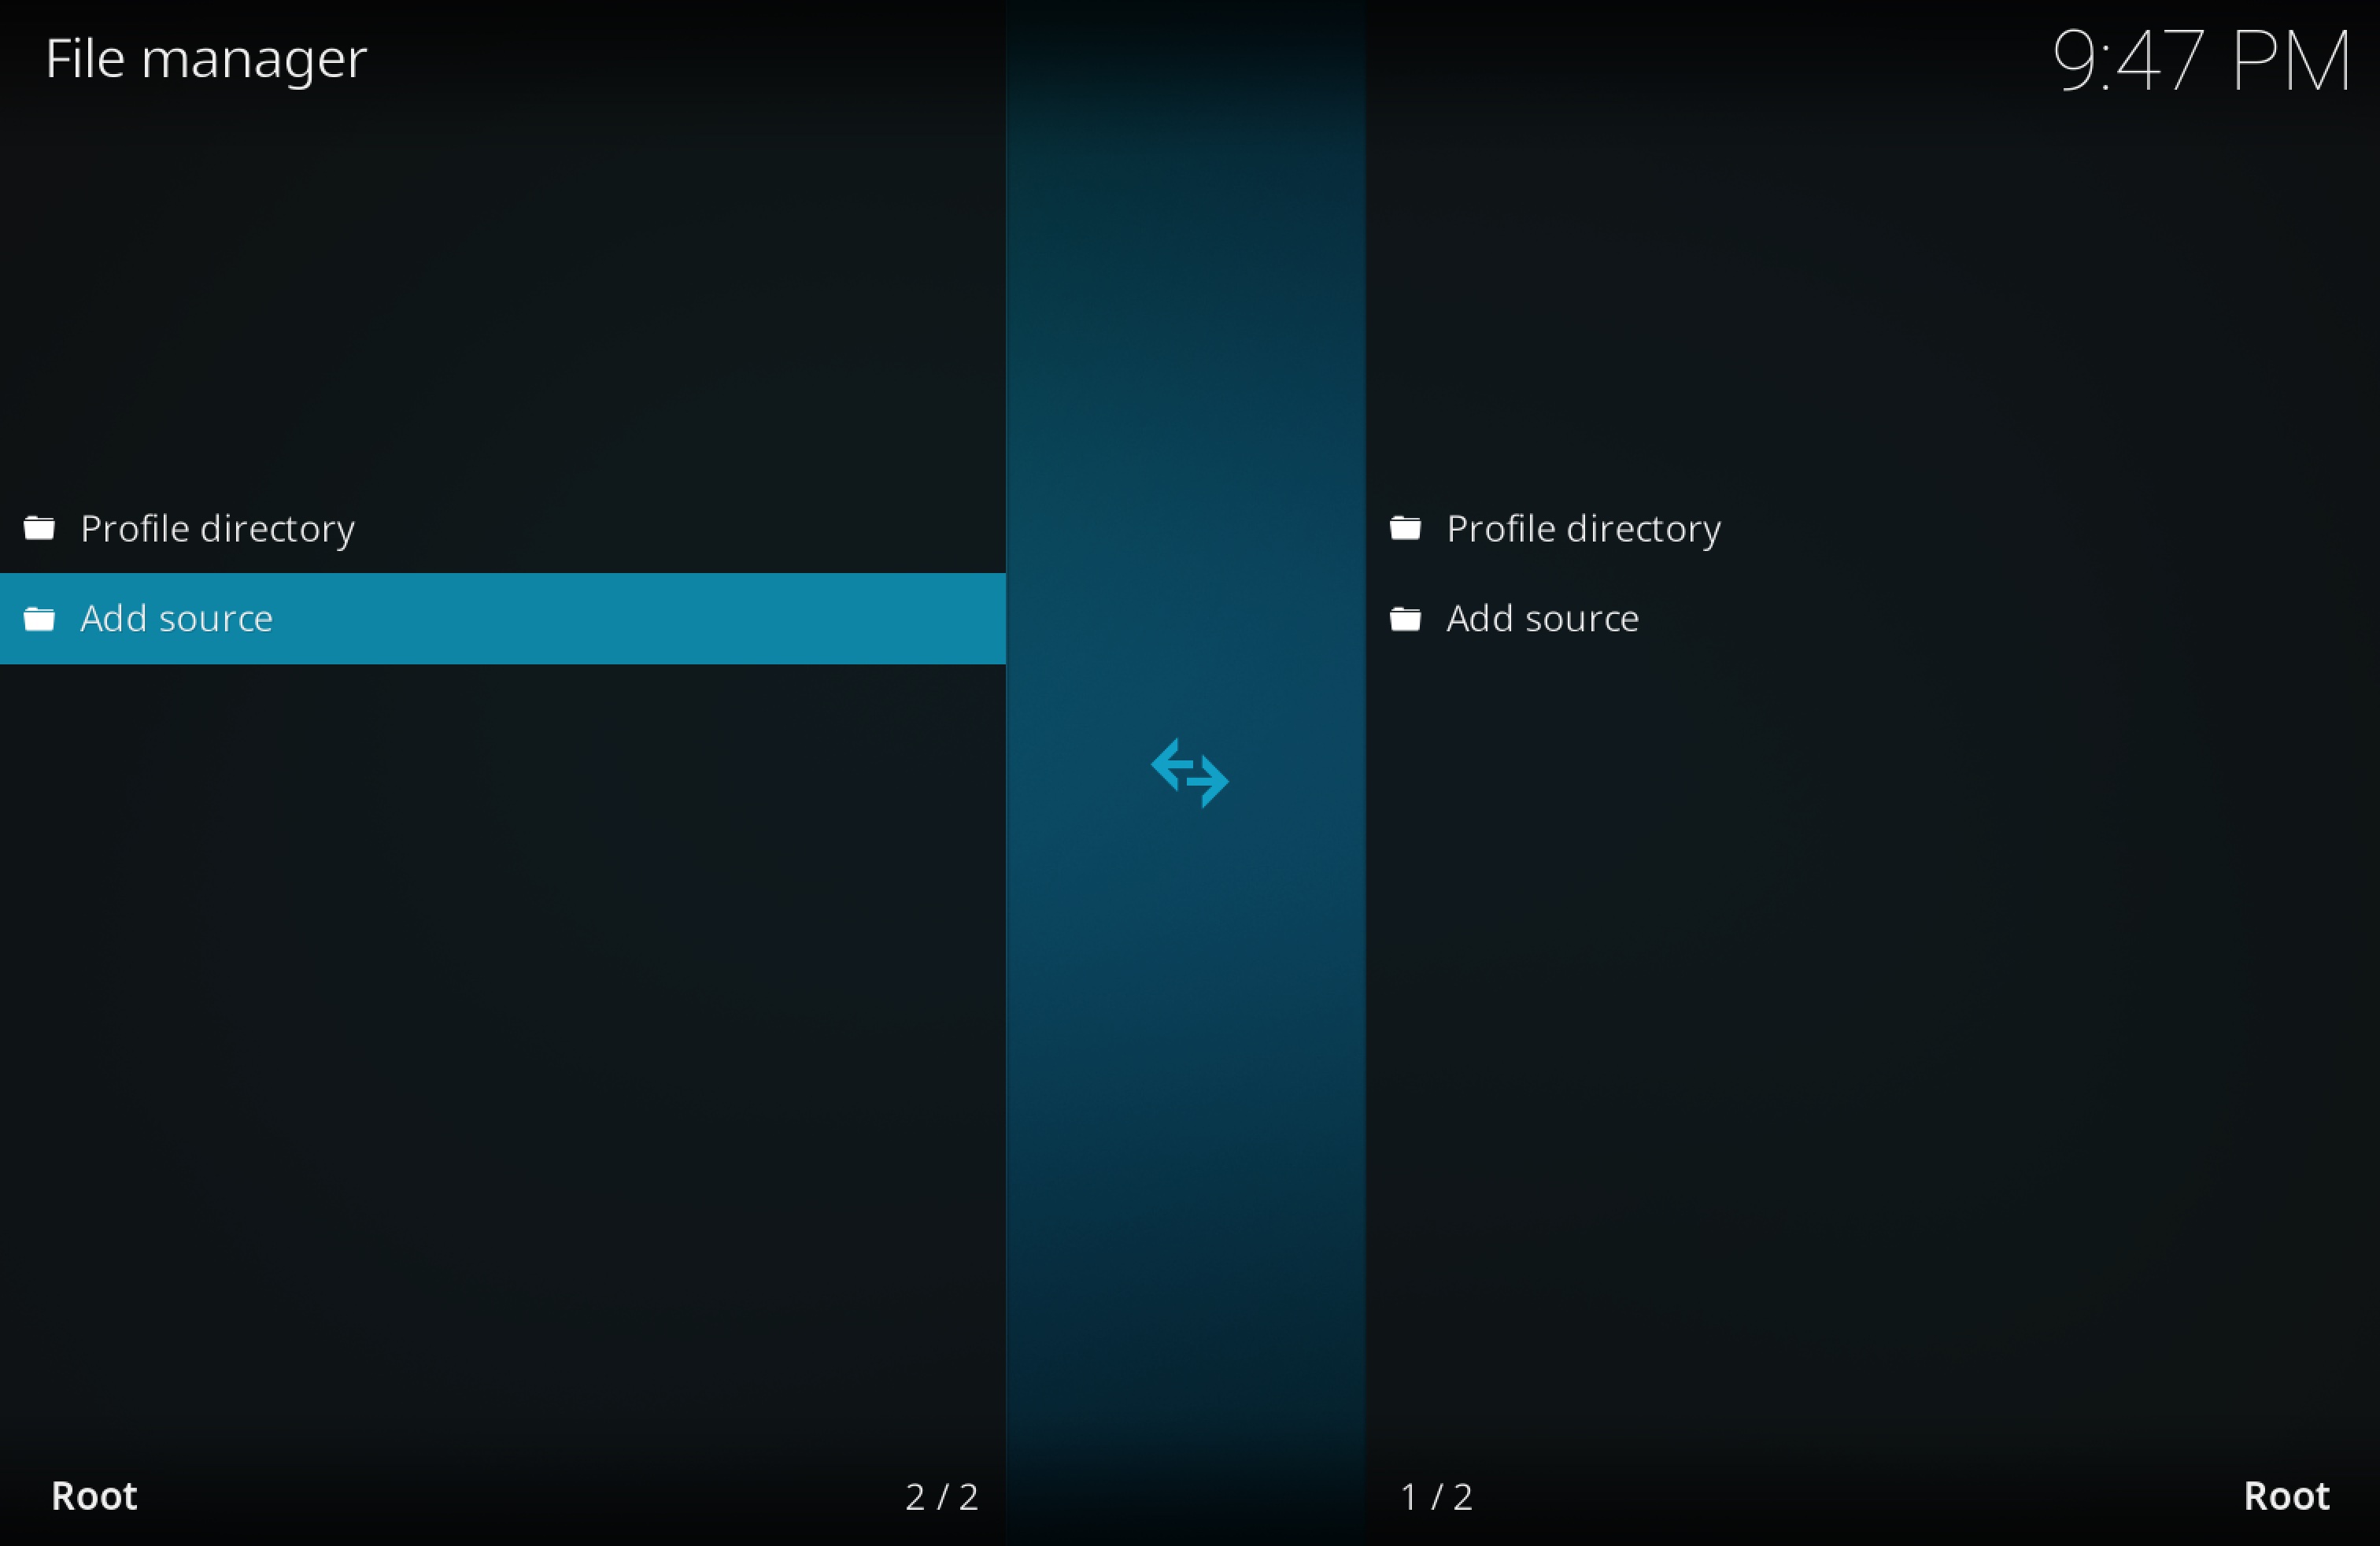 File manager
9:47 PM
Profile directory
Add source
Profile directory
Add source
Root
2 / 2
1 / 2
Root